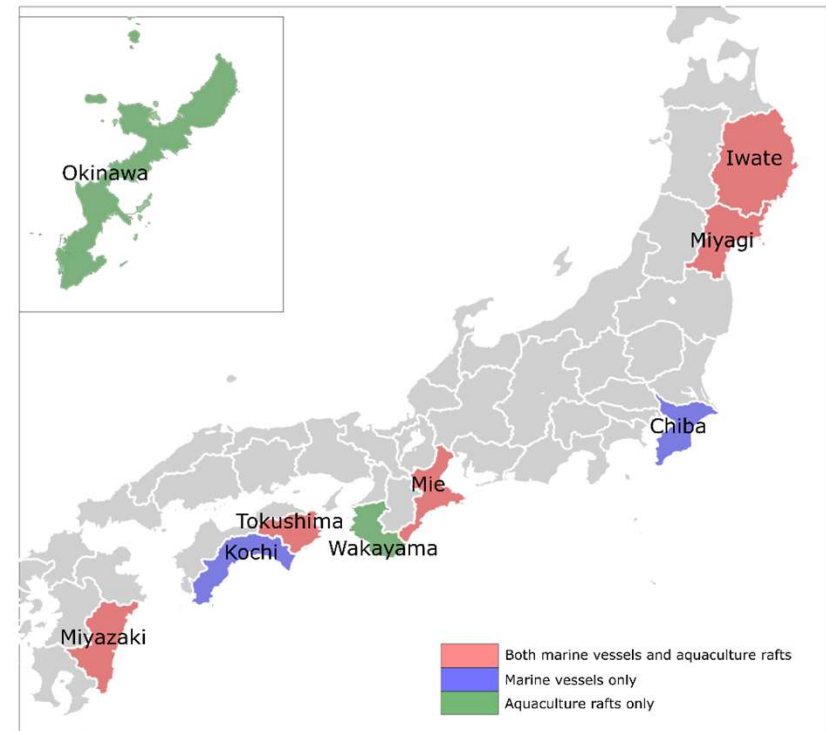 Okinawa
Iwate
Miyagi
Chiba
Mie
Tokushima
Wakayama
Kochi
Miyazaki
Both marine vessels and aquaculture rafts
Marine vessels only
Aquaculture rafts only